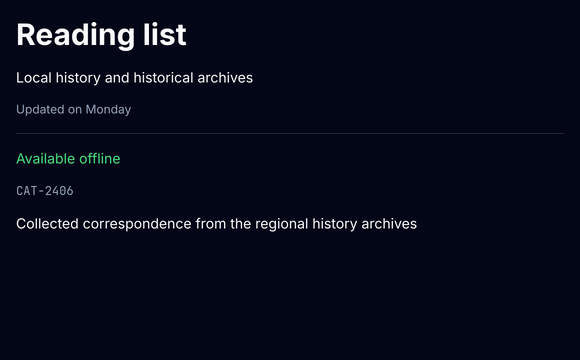 Reading list
Local history and historical archives
Updated on Monday
Available offline
CAT-2406
Collected correspondence from the regional history archives